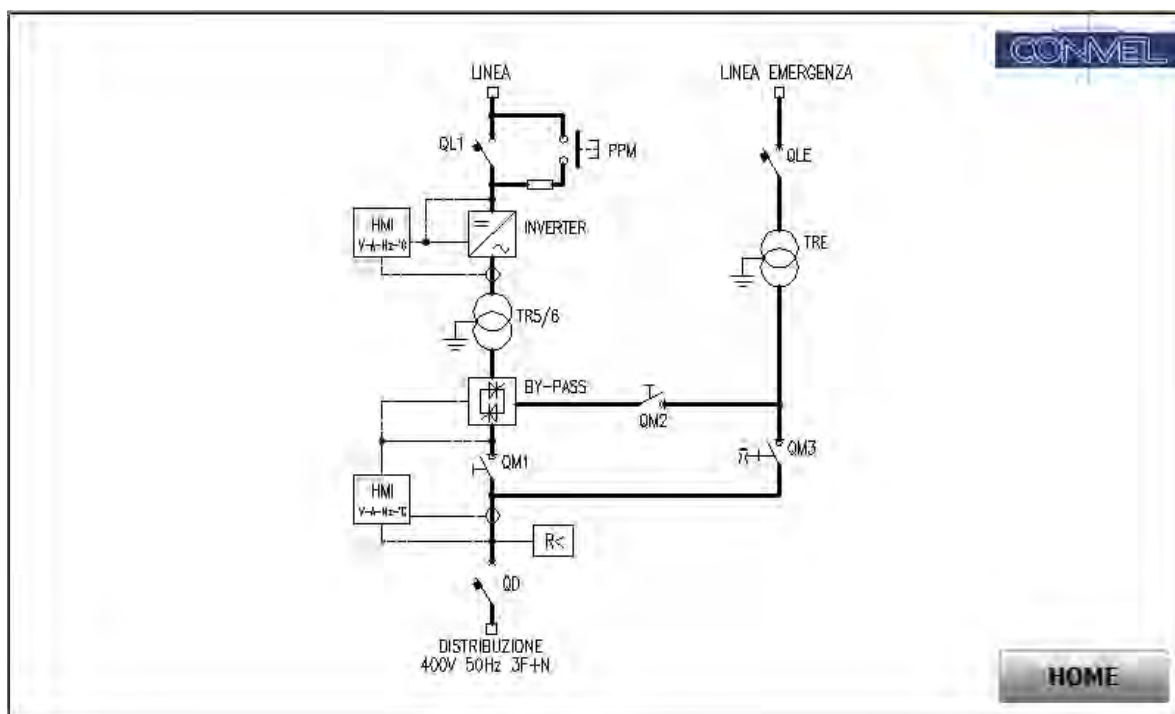 CONVEL
LINEA
LINEA EMERGENZA
QL1
PPM
QLE
HMI
V-A-Hz-°C
INVERTER
TRE
TR5/6
BY-PASS
QM2
QM1
QM3
HMI
V-A-Hz-°C
R<
QD
DISTRIBUZIONE
400V 50Hz 3F+N
HOME